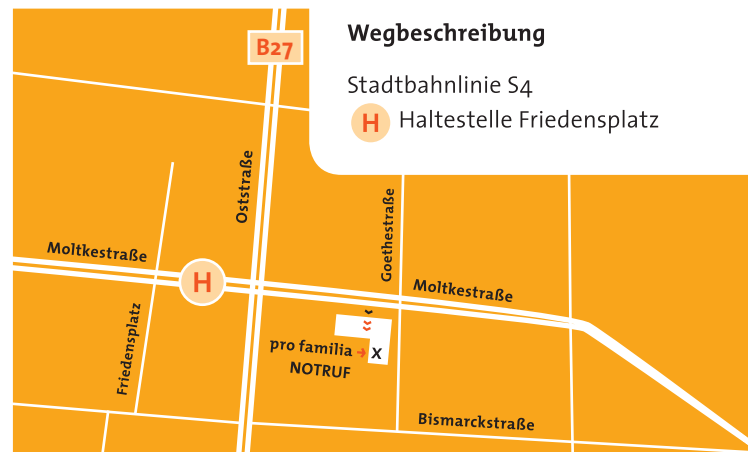 Wegbeschreibung
Stadtbahnlinie S4
H Haltestelle Friedensplatz
B27
Oststraße
Goethestraße
Moltkestraße
H
Moltkestraße
Friedensplatz
pro familia
x
NOTRUF
Bismarckstraße